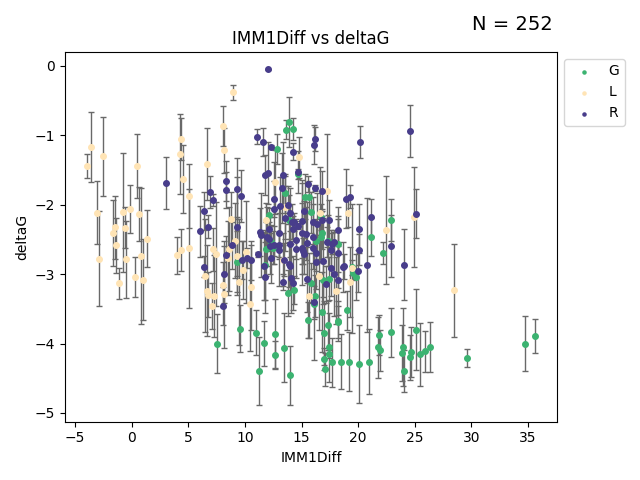 N = 252
IMM1Diff vs deltaG
G
L
R
deltaG
0
−1
−2
−3
−4
−5
−5 0 5 10 15 20 25 30 35
IMM1Diff